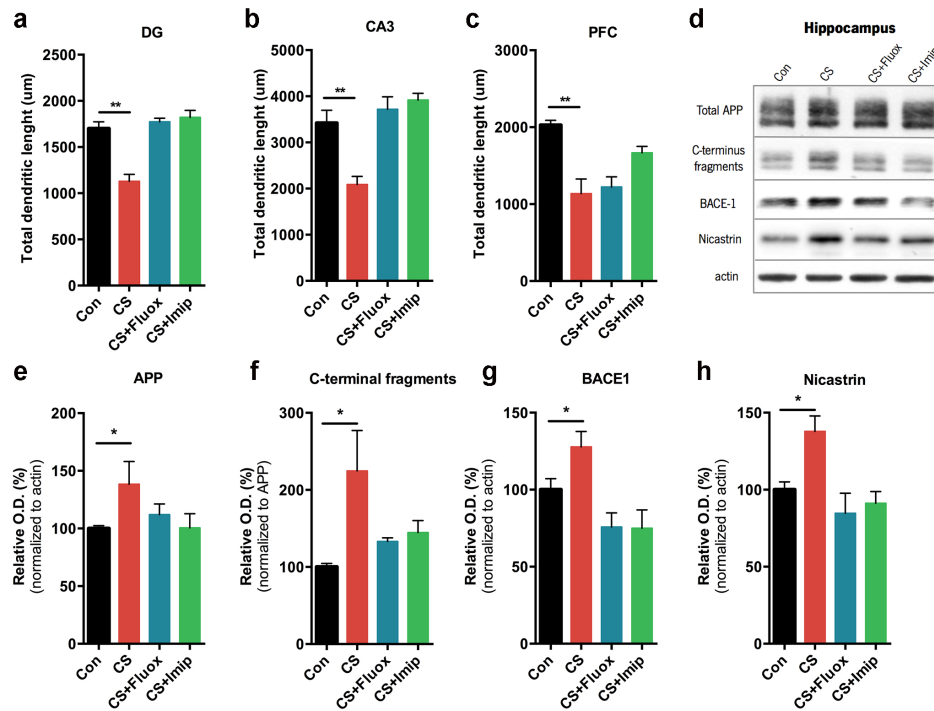 a
DG
Total dendritic lenght (um)
2500
2000
1500
1000
500
0
**
Con
CS
CS+Fluox
CS+Imip
b
CA3
Total dendritic lenght (um)
5000
4000
3000
2000
1000
0
**
Con
CS
CS+Fluox
CS+Imip
c
PFC
Total dendritic lenght (um)
3000
2000
1000
0
**
Con
CS
CS+Fluox
CS+Imip
d
Hippocampus
Con
CS
CS+Fluox
CS+Imip
Total APP
C-terminus
fragments
BACE-1
Nicastrin
actin
e
APP
Relative O.D. (%)
(normalized to actin)
200
150
100
50
0
*
Con
CS
CS+Fluox
CS+Imip
f
C-terminal fragments
Relative O.D. (%)
(normalized to APP)
300
200
100
0
*
Con
CS
CS+Fluox
CS+Imip
g
BACE1
Relative O.D. (%)
(normalized to actin)
150
100
50
0
*
Con
CS
CS+Fluox
CS+Imip
h
Nicastrin
Relative O.D. (%)
(normalized to actin)
150
100
50
0
*
Con
CS
CS+Fluox
CS+Imip